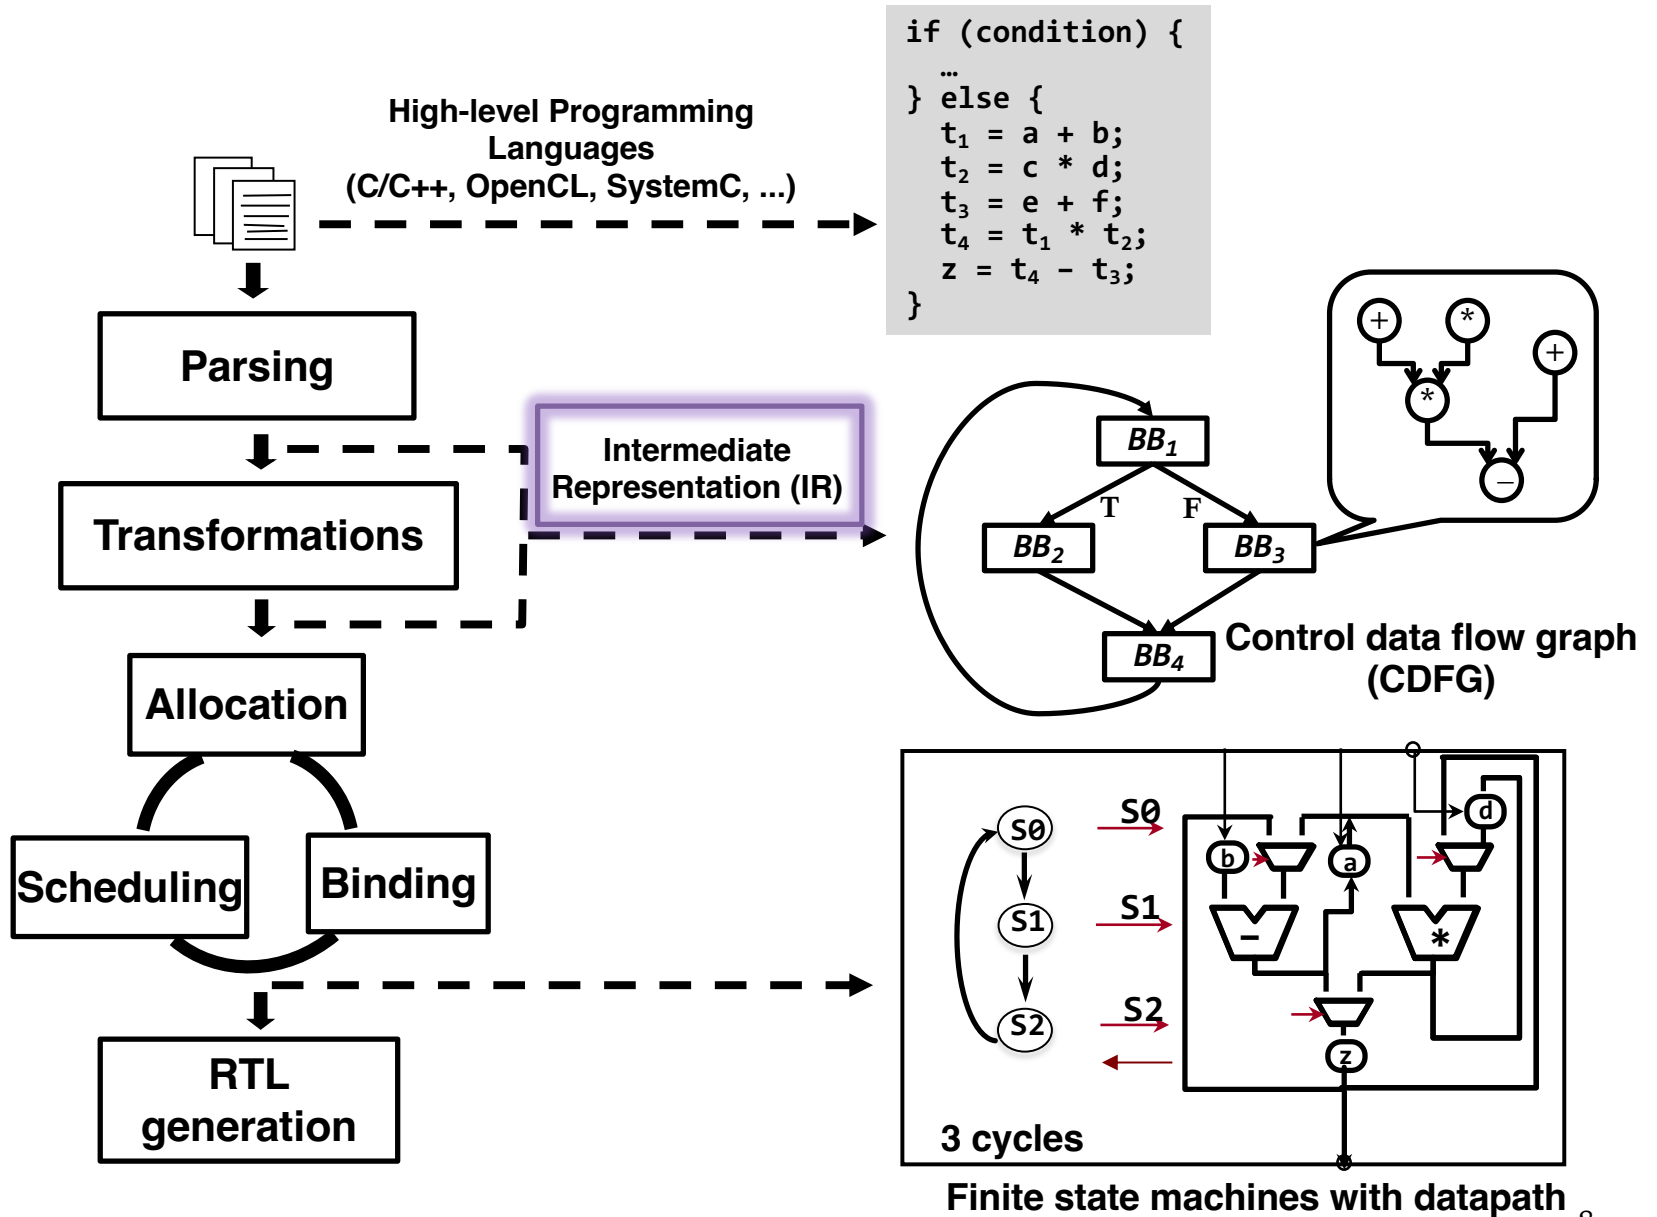 High-level Programming
Languages
(C/C++, OpenCL, SystemC, ...)
if (condition) {
…
} else {
t₁ = a + b;
t₂ = c * d;
t₃ = e + f;
t₄ = t₁ * t₂;
z = t₄ – t₃;
}
Parsing
Transformations
Allocation
Scheduling
Binding
RTL
generation
Intermediate
Representation (IR)
BB₁
T
F
BB₂
BB₃
BB₄
+
*
+
*
–
Control data flow graph
(CDFG)
S0
S1
S2
S0
S1
S2
b
a
d
–
*
z
3 cycles
Finite state machines with datapath